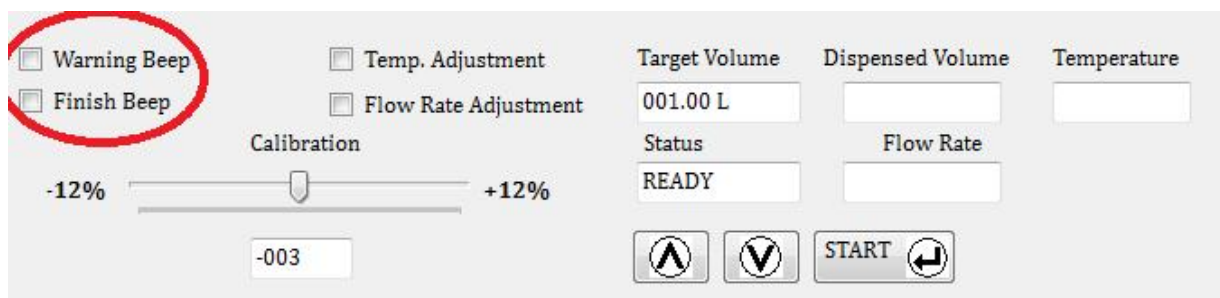 Warning Beep
Finish Beep
Temp. Adjustment
Flow Rate Adjustment
Calibration
-12%
+12%
-003
Target Volume
Dispensed Volume
Temperature
001.00 L
Status
Flow Rate
READY
START